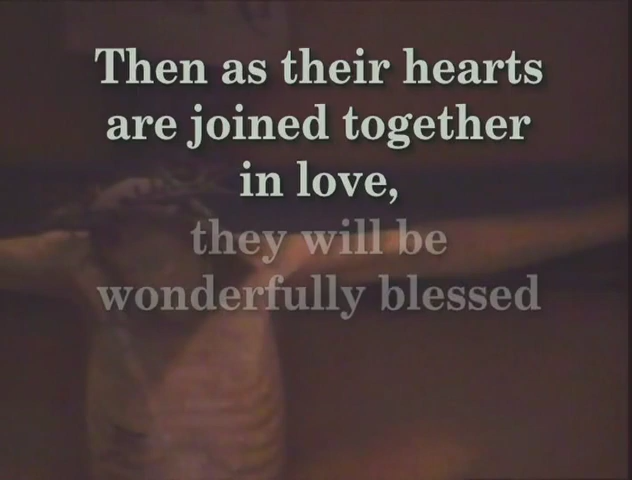 Then as their hearts
are joined together
in love,
they will be
wonderfully blessed